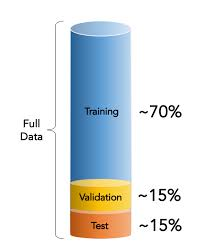 Full
Data
Training
~70%
Validation
~15%
Test
~15%